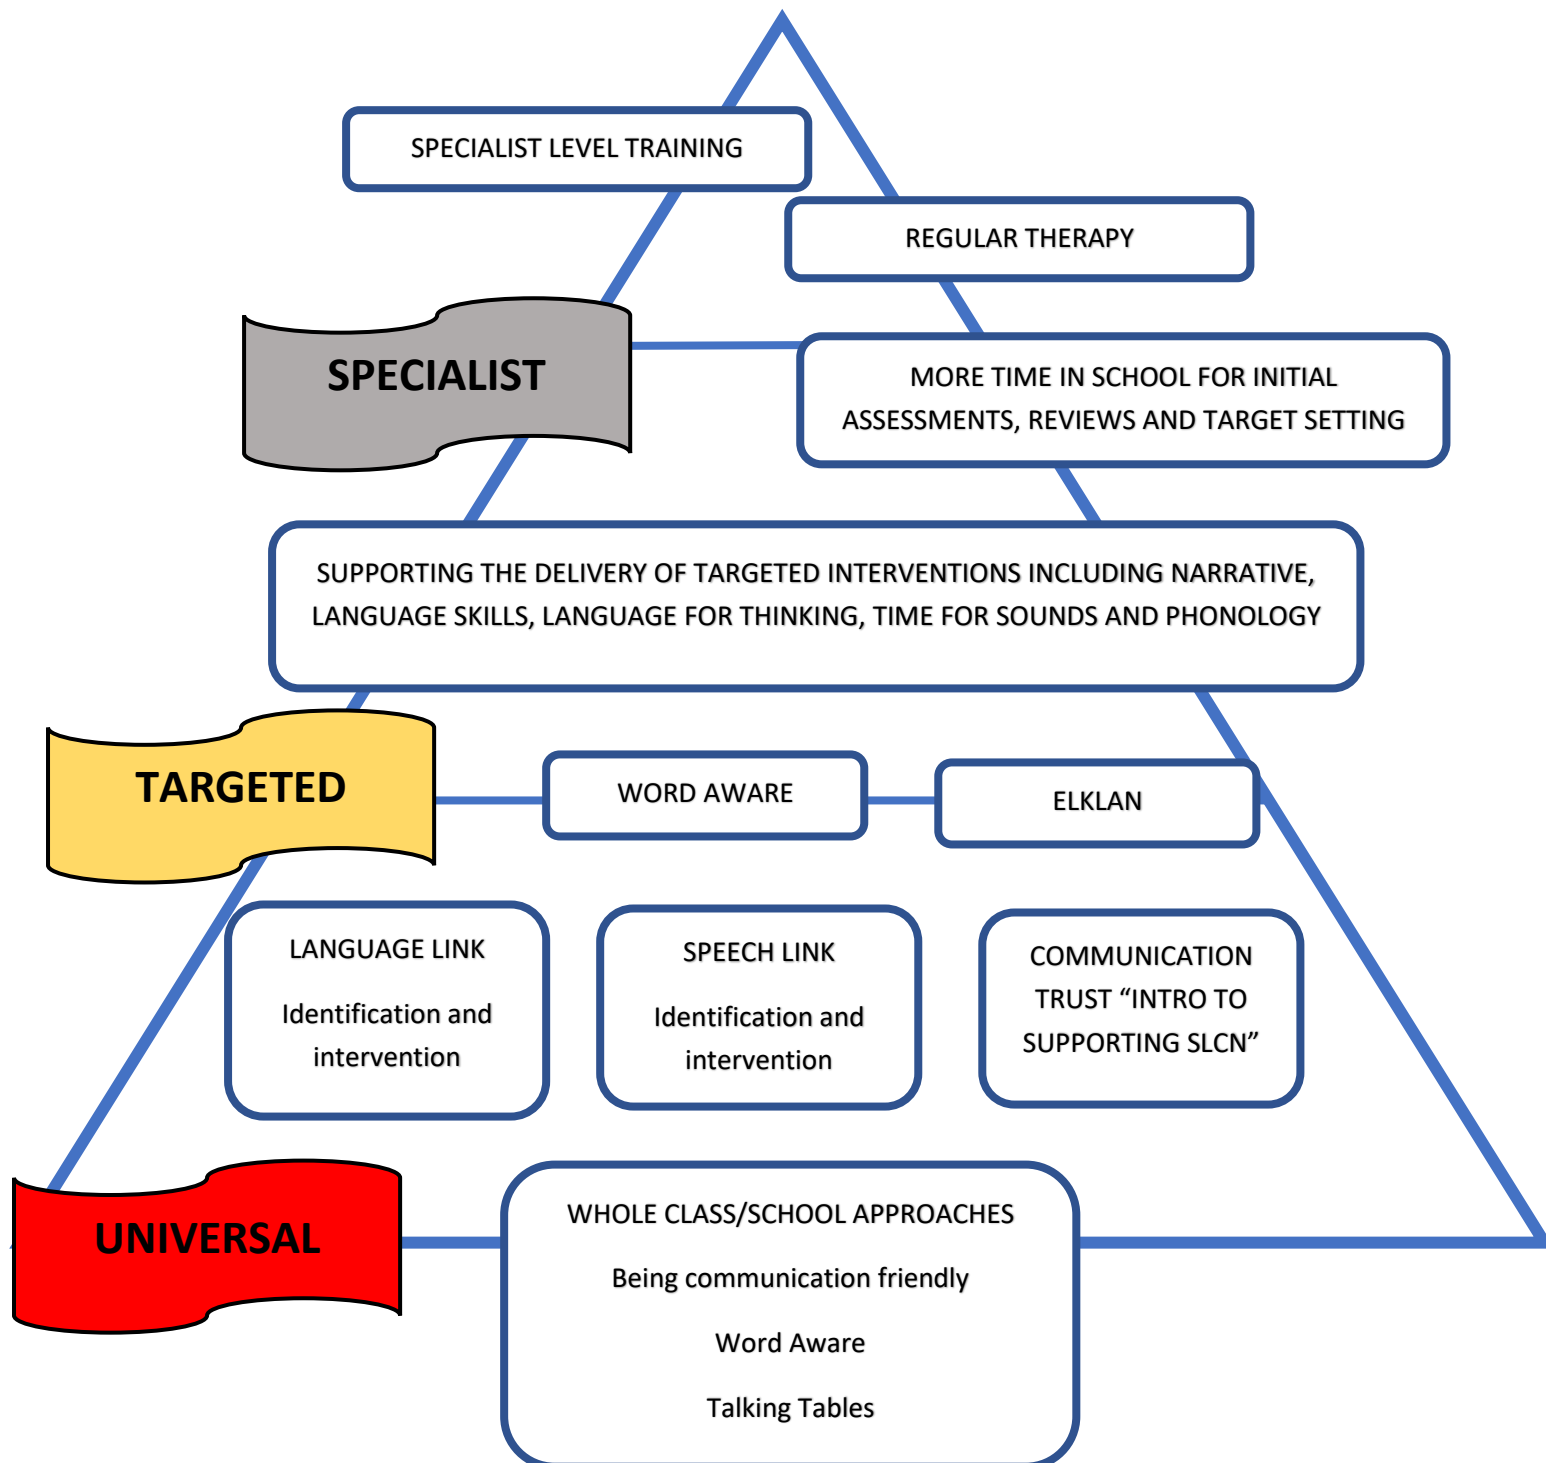 SPECIALIST LEVEL TRAINING
REGULAR THERAPY
SPECIALIST
MORE TIME IN SCHOOL FOR INITIAL
ASSESSMENTS, REVIEWS AND TARGET SETTING
SUPPORTING THE DELIVERY OF TARGETED INTERVENTIONS INCLUDING NARRATIVE,
LANGUAGE SKILLS, LANGUAGE FOR THINKING, TIME FOR SOUNDS AND PHONOLOGY
TARGETED
WORD AWARE
ELKLAN
LANGUAGE LINK
Identification and
intervention
SPEECH LINK
Identification and
intervention
COMMUNICATION
TRUST “INTRO TO
SUPPORTING SLCN”
UNIVERSAL
WHOLE CLASS/SCHOOL APPROACHES
Being communication friendly
Word Aware
Talking Tables